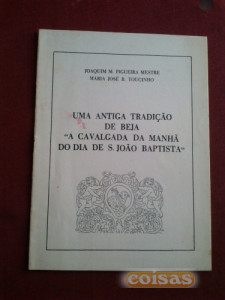 JOAQUIM M. FIGUEIRA MESTRE
MARIA JOSÉ B. TOUCINHO
UMA ANTIGA TRADIÇÃO
DE BEJA
"A CAVALGADA DA MANHÃ
DO DIA DE S. JOÃO BAPTISTA"
coisas